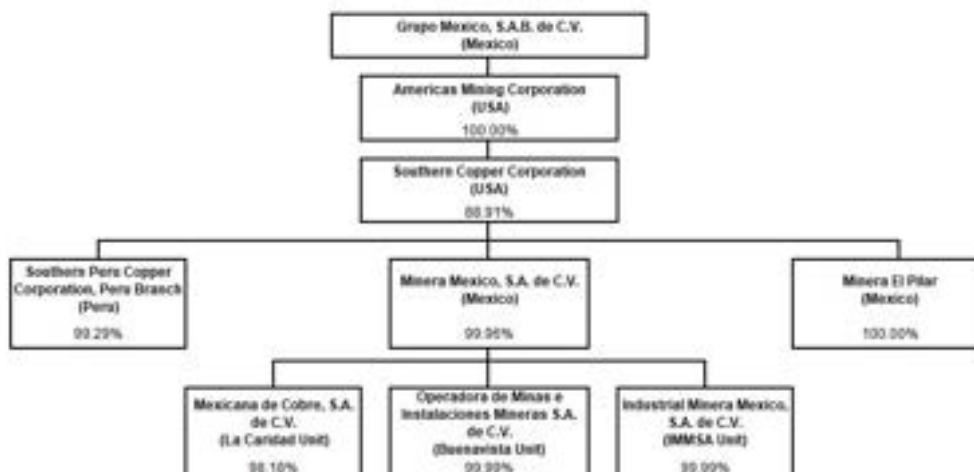 Grupo Mexico, S.A.B. de C.V.
(Mexico)
Americas Mining Corporation
(USA)
100.00%
Southern Copper Corporation
(USA)
88.91%
Southern Peru Copper
Corporation, Peru Branch
(Peru)
99.29%
Minera Mexico, S.A. de C.V.
(Mexico)
99.96%
Minera El Pilar
(Mexico)
100.00%
Mexicana de Cobre, S.A.
de C.V.
(La Caridad Unit)
98.18%
Operadora de Minas e
Instalaciones Mineras S.A.
de C.V.
(Buenavista Unit)
99.99%
Industrial Minera Mexico,
S.A. de C.V.
(IMMSA Unit)
99.99%